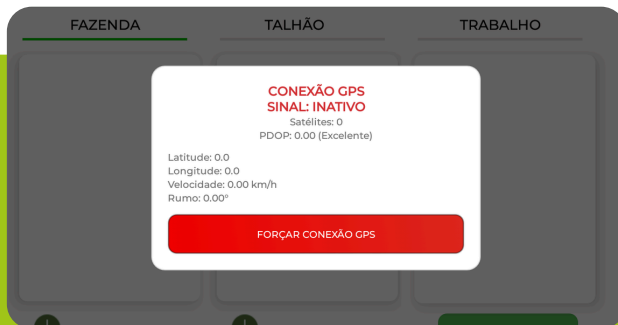 FAZENDA TALHÃO TRABALHO
CONEXÃO GPS
SINAL: INATIVO
Satélites: 0
PDOP: 0.00 (Excelente)
Latitude: 0.0
Longitude: 0.0
Velocidade: 0.00 km/h
Rumo: 0.00°
FORÇAR CONEXÃO GPS